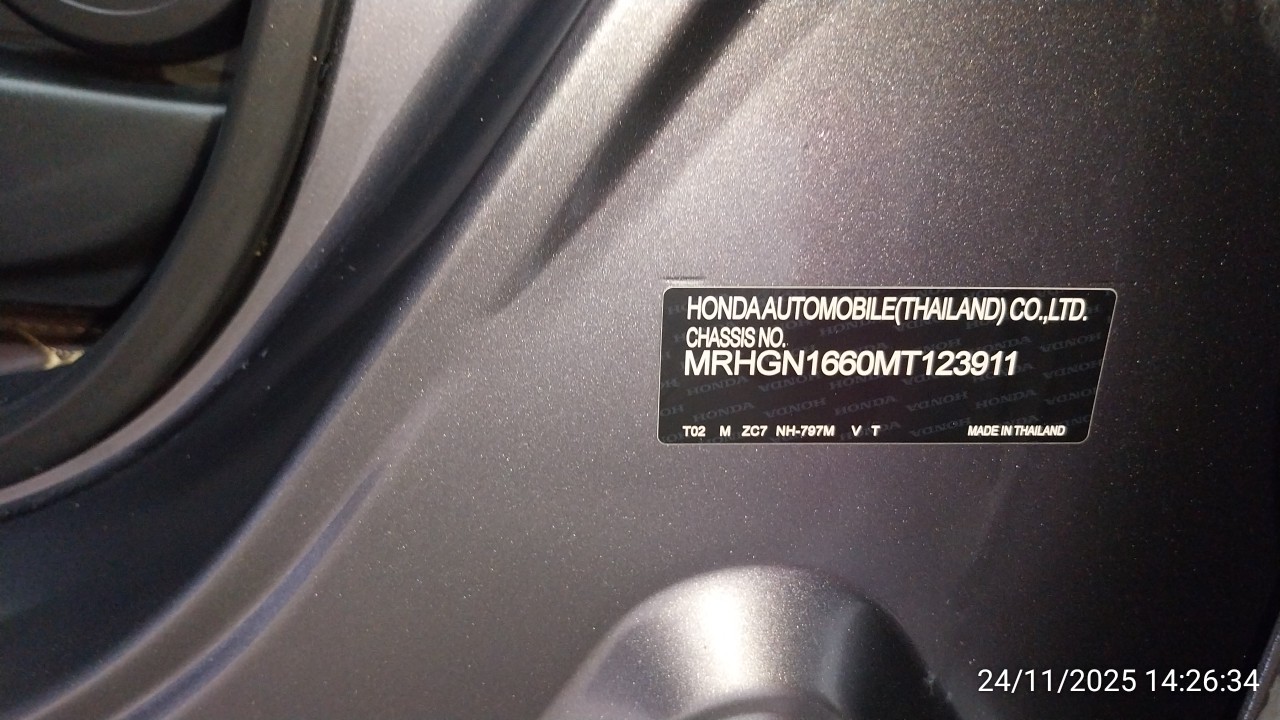 HONDA AUTOMOBILE(THAILAND) CO.,LTD.
CHASSIS NO.
MRHGN1660MT123911
T02 M ZC7 NH-797M V T MADE IN THAILAND
24/11/2025 14:26:34